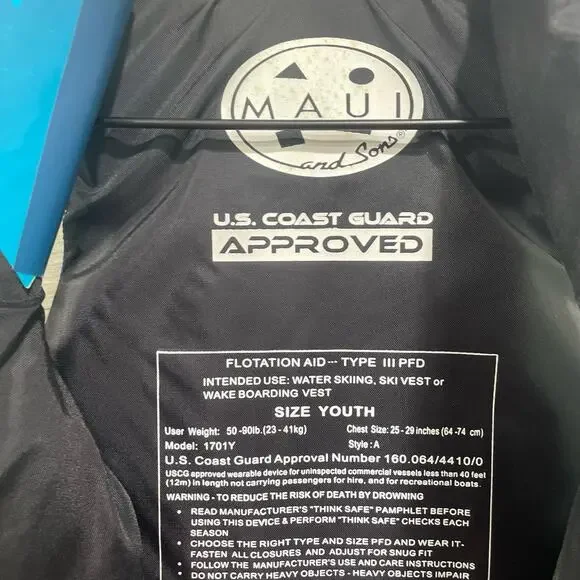 MAUI
and Sons®
U.S. COAST GUARD
APPROVED
FLOTATION AID --- TYPE III PFD
INTENDED USE: WATER SKIING, SKI VEST or
WAKE BOARDING VEST
SIZE YOUTH
User Weight: 50 -90lb.(23 - 41kg) Chest Size: 25 - 29 inches (64 -74 cm)
Model: 1701Y Style : A
U.S. Coast Guard Approval Number 160.064/4410/0
USCG approved wearable device for uninspected commercial vessels less than 40 feet
(12m) in length not carrying passengers for hire, and for recreational boats.
WARNING - TO REDUCE THE RISK OF DEATH BY DROWNING
• READ MANUFACTURER'S "THINK SAFE" PAMPHLET BEFORE
USING THIS DEVICE & PERFORM "THINK SAFE" CHECKS EACH
SEASON
• CHOOSE THE RIGHT TYPE AND SIZE PFD AND WEAR IT-
FASTEN ALL CLOSURES AND ADJUST FOR SNUG FIT
• FOLLOW THE MANUFACTURE'S USE AND CARE INSTRUCTIONS
• DO NOT CARRY HEAVY OBJECTS - HEAVY OBJECTS IMPAIR